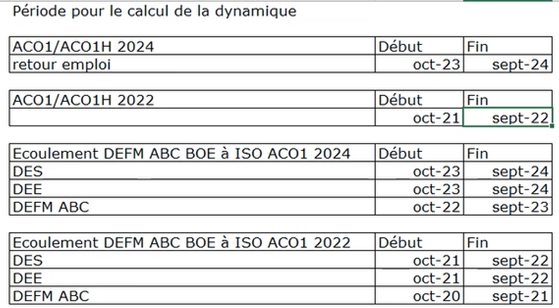 Période pour le calcul de la dynamique
ACO1/ACO1H 2024 Début Fin
retour emploi oct-23 sept-24
ACO1/ACO1H 2022 Début Fin
oct-21 sept-22
Ecoulement DEFM ABC BOE à ISO ACO1 2024 Début Fin
DES oct-23 sept-24
DEE oct-23 sept-24
DEFM ABC oct-22 sept-23
Ecoulement DEFM ABC BOE à ISO ACO1 2022 Début Fin
DES oct-21 sept-22
DEE oct-21 sept-22
DEFM ABC oct-20 sept-21